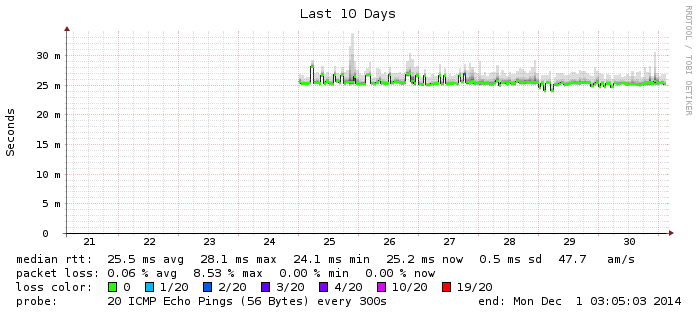 Last 10 Days
RRDTOOL / TOBI OETIKER
Seconds
30 m
25 m
20 m
15 m
10 m
5 m
0
21 22 23 24 25 26 27 28 29 30
median rtt: 25.5 ms avg 28.1 ms max 24.1 ms min 25.2 ms now 0.5 ms sd 47.7 am/s
packet loss: 0.06 % avg 8.53 % max 0.00 % min 0.00 % now
loss color: 0 1/20 2/20 3/20 4/20 10/20 19/20
probe: 20 ICMP Echo Pings (56 Bytes) every 300s end: Mon Dec 1 03:05:03 2014